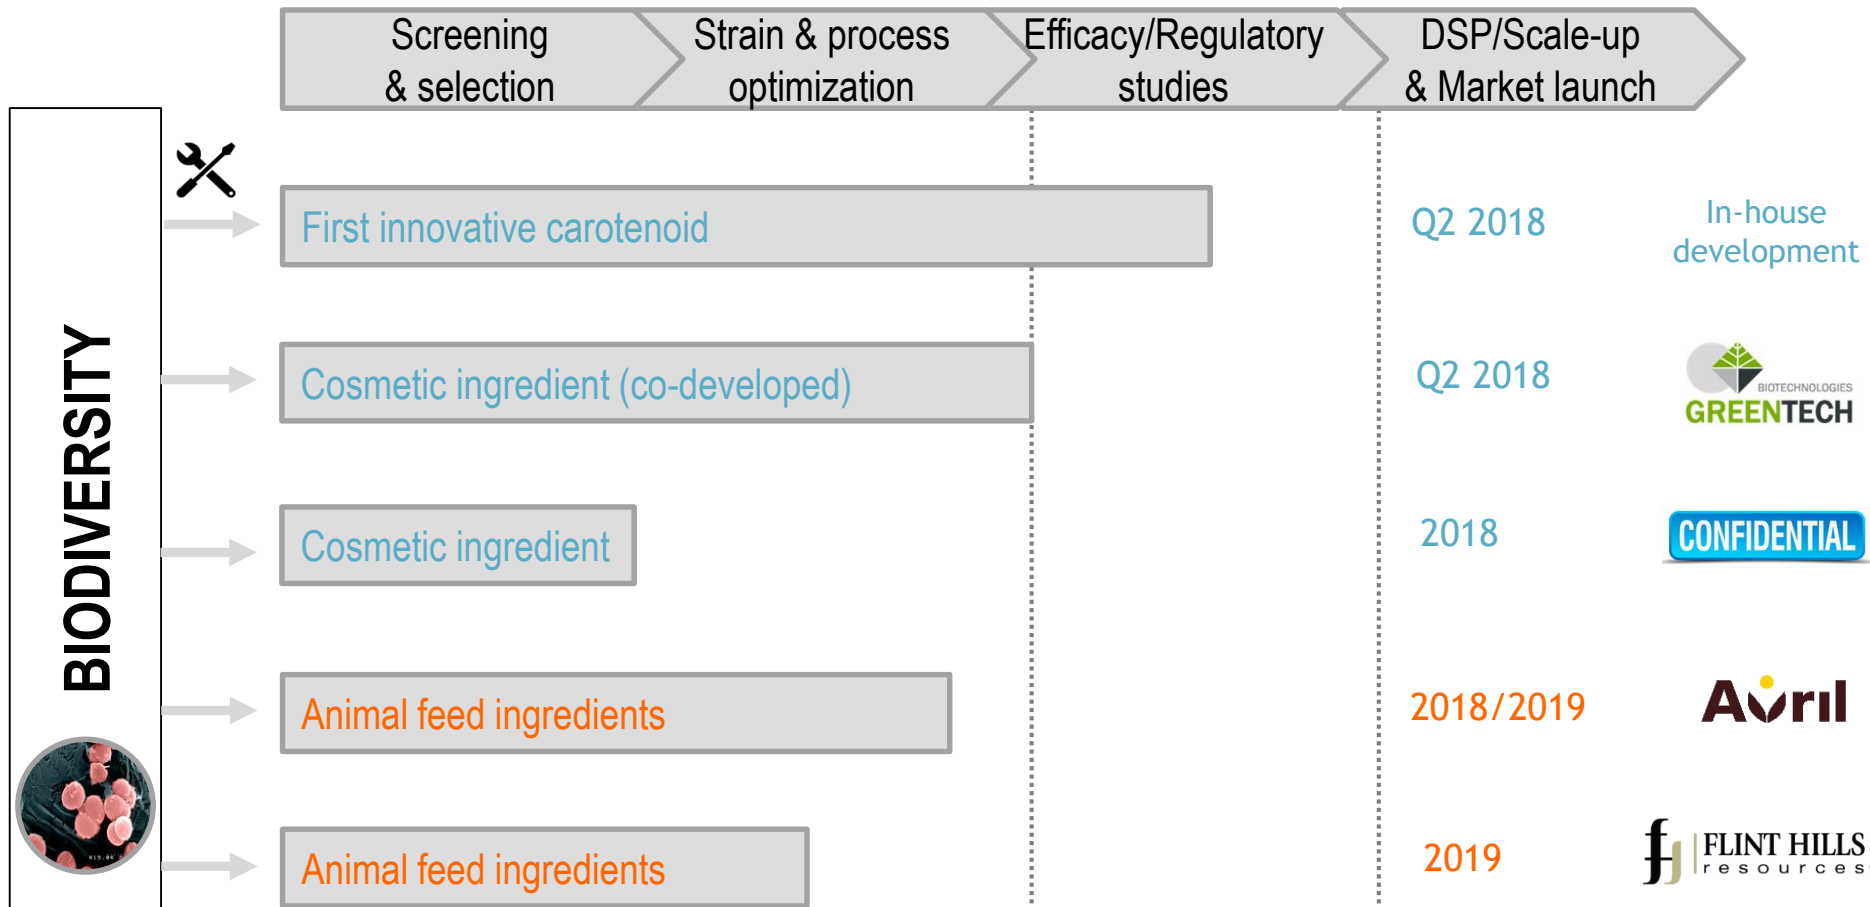 Screening
& selection
Strain & process
optimization
Efficacy/Regulatory
studies
DSP/Scale-up
& Market launch
BIODIVERSITY
First innovative carotenoid
Q2 2018
In-house
development
Cosmetic ingredient (co-developed)
Q2 2018
BIOTECHNOLOGIES
GREENTECH
Cosmetic ingredient
2018
CONFIDENTIAL
Animal feed ingredients
2018/2019
Avril
Animal feed ingredients
2019
FLINT HILLS
resources